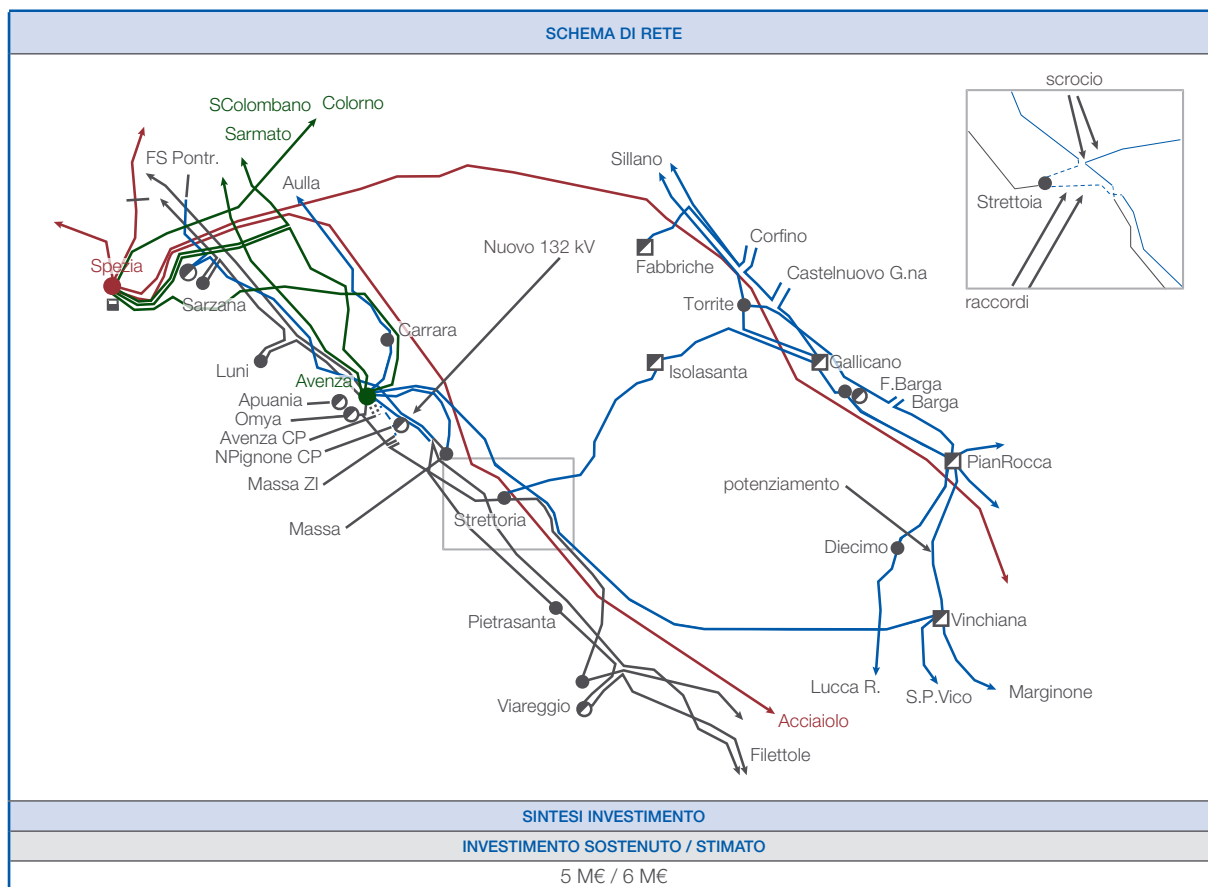 SCHEMA DI RETE
scrocio
SColombano Colorno
Sarmato
FS Pontr.
Aulla
Sillano
Strettoia
Nuovo 132 kV
Corfino
Fabbriche
Castelnuovo G.na
Spezia
Sarzana
raccordi
Torrite
Carrara
Luni
Isolasanta
Gallicano
Avenza
F.Barga
Apuania
Barga
Omya
Avenza CP
NPignone CP
PianRocca
Massa ZI
potenziamento
Massa
Strettoria
Diecimo
Pietrasanta
Vinchiana
Lucca R.
S.P.Vico
Marginone
Viareggio
Acciaiolo
Filettole
SINTESI INVESTIMENTO
INVESTIMENTO SOSTENUTO / STIMATO
5 M€ / 6 M€